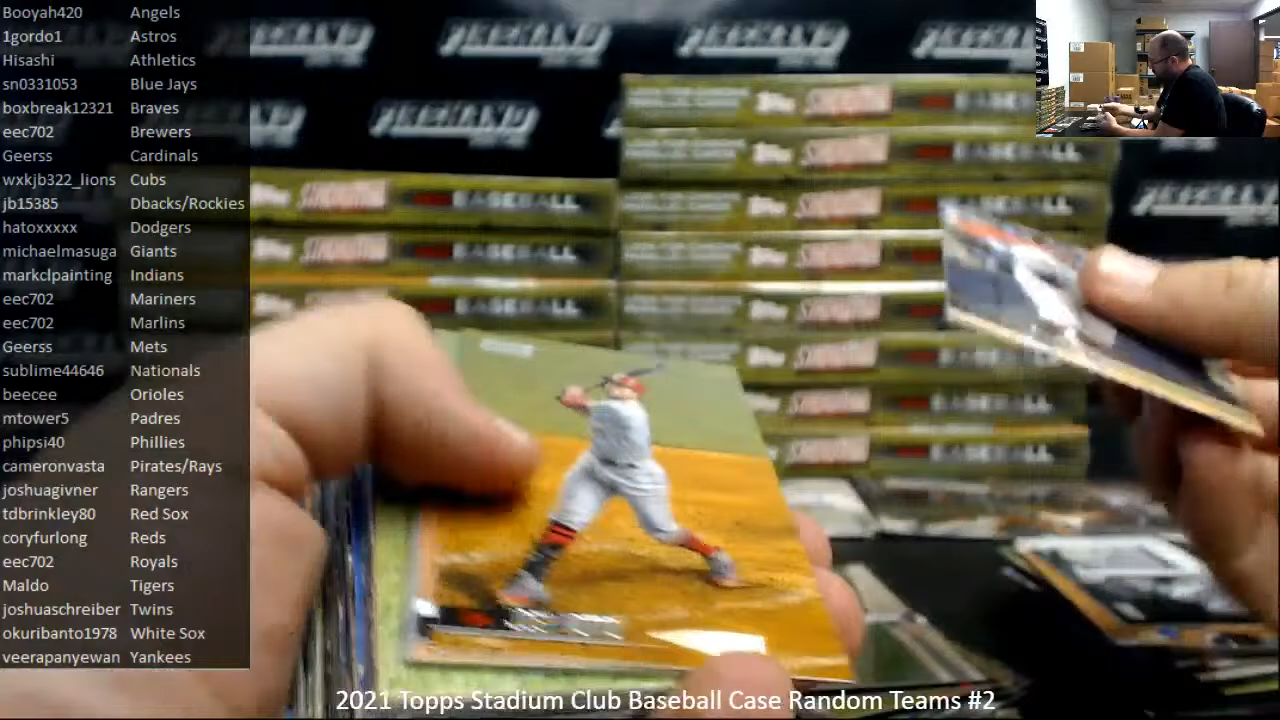 Booyah420 Angels
1gordo1 Astros
Hisashi Athletics
sn0331053 Blue Jays
boxbreak12321 Braves
eec702 Brewers
Geerss Cardinals
wxkjb322_lions Cubs
jb15385 Dbacks/Rockies
hatoxxxxx Dodgers
michaelmasuga Giants
markclpainting Indians
eec702 Mariners
eec702 Marlins
Geerss Mets
sublime44646 Nationals
beecee Orioles
mtower5 Padres
phipsi40 Phillies
cameronvasta Pirates/Rays
joshuagivner Rangers
tdbrinkley80 Red Sox
coryfurlong Reds
eec702 Royals
Maldo Tigers
joshuaschreiber Twins
okuribanto1978 White Sox
veerapanyewan Yankees
Topps BASEBALL
2021 Topps Stadium Club Baseball Case Random Teams #2